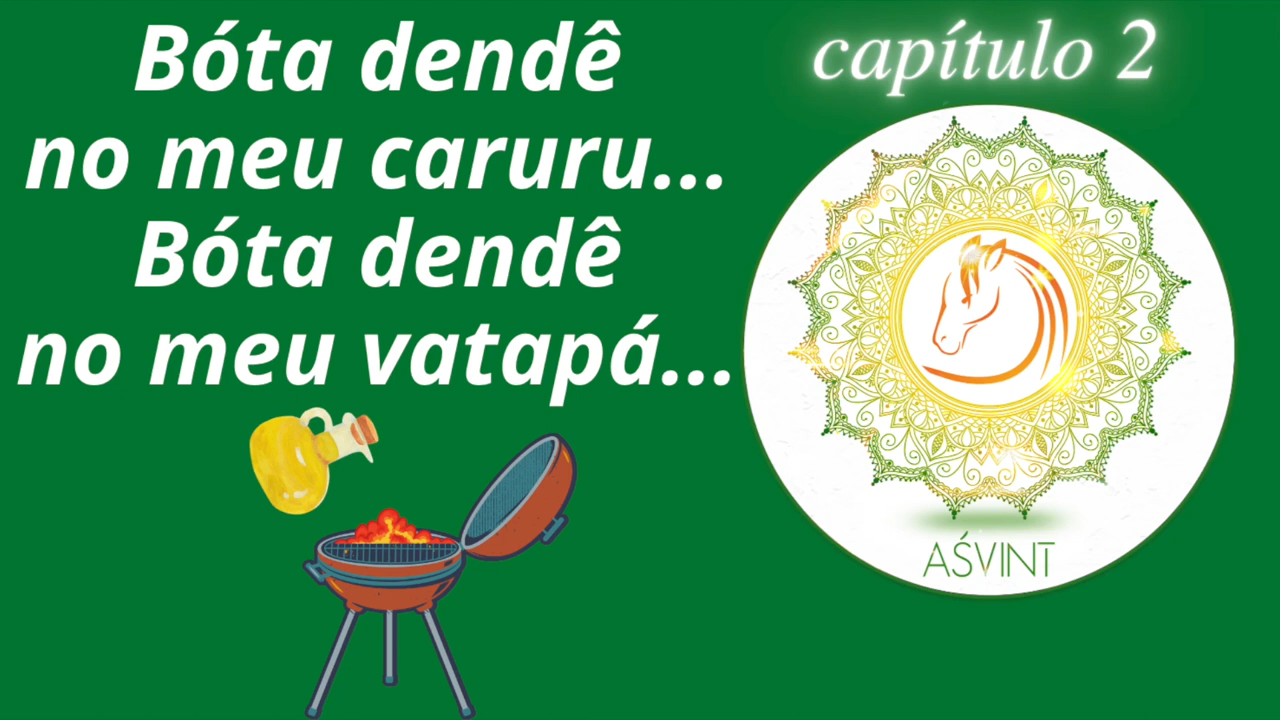 Bóta dendê
no meu caruru...
Bóta dendê
no meu vatapá...
capítulo 2
AŚVINT